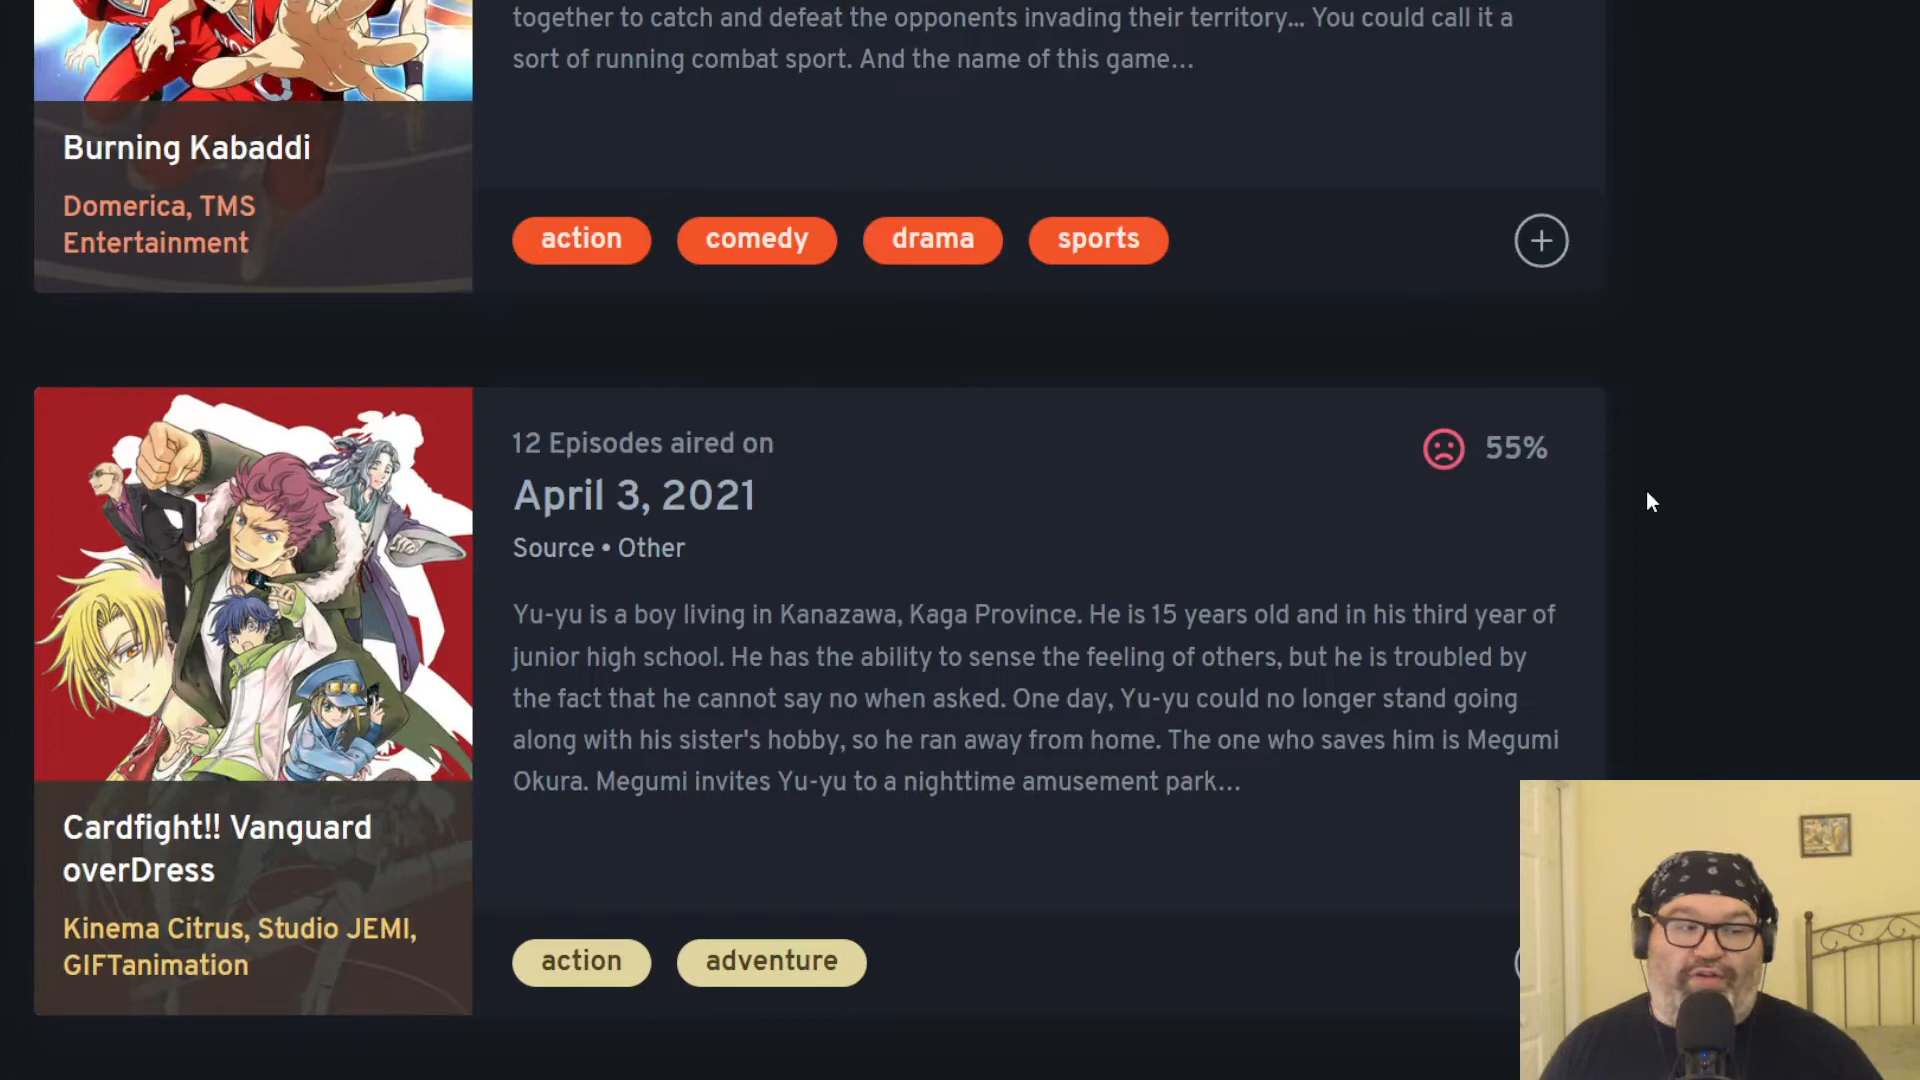 together to catch and defeat the opponents invading their territory... You could call it a
sort of running combat sport. And the name of this game...
Burning Kabaddi
Domerica, TMS
Entertainment
action
comedy
drama
sports
12 Episodes aired on
55%
April 3, 2021
Source • Other
Yu-yu is a boy living in Kanazawa, Kaga Province. He is 15 years old and in his third year of
junior high school. He has the ability to sense the feeling of others, but he is troubled by
the fact that he cannot say no when asked. One day, Yu-yu could no longer stand going
along with his sister's hobby, so he ran away from home. The one who saves him is Megumi
Okura. Megumi invites Yu-yu to a nighttime amusement park...
Cardfight!! Vanguard
overDress
Kinema Citrus, Studio JEMI,
GIFTanimation
action
adventure